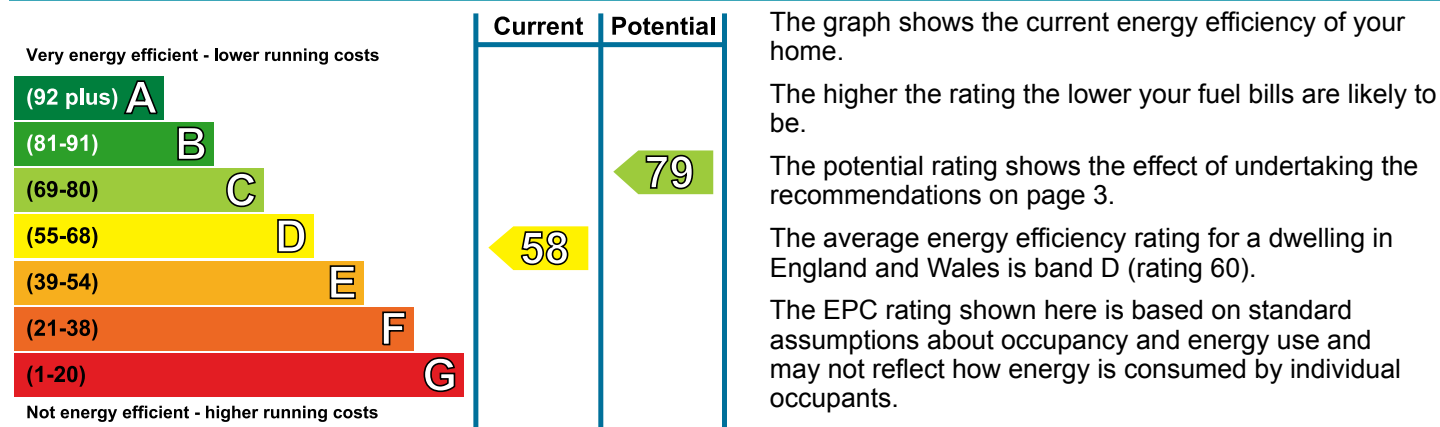 Current Potential
Very energy efficient - lower running costs
(92 plus) A
(81-91) B
(69-80) C
(55-68) D
(39-54) E
(21-38) F
(1-20) G
Not energy efficient - higher running costs
58
79
The graph shows the current energy efficiency of your
home.
The higher the rating the lower your fuel bills are likely to
be.
The potential rating shows the effect of undertaking the
recommendations on page 3.
The average energy efficiency rating for a dwelling in
England and Wales is band D (rating 60).
The EPC rating shown here is based on standard
assumptions about occupancy and energy use and
may not reflect how energy is consumed by individual
occupants.